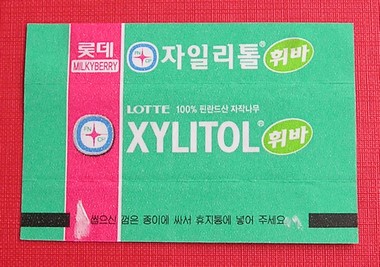 롯데
MILKYBERRY
자일리톨® 휘바
LOTTE 100% 핀란드산 자작나무
XYLITOL® 휘바
씹으신 껌은 종이에 싸서 휴지통에 넣어 주세요